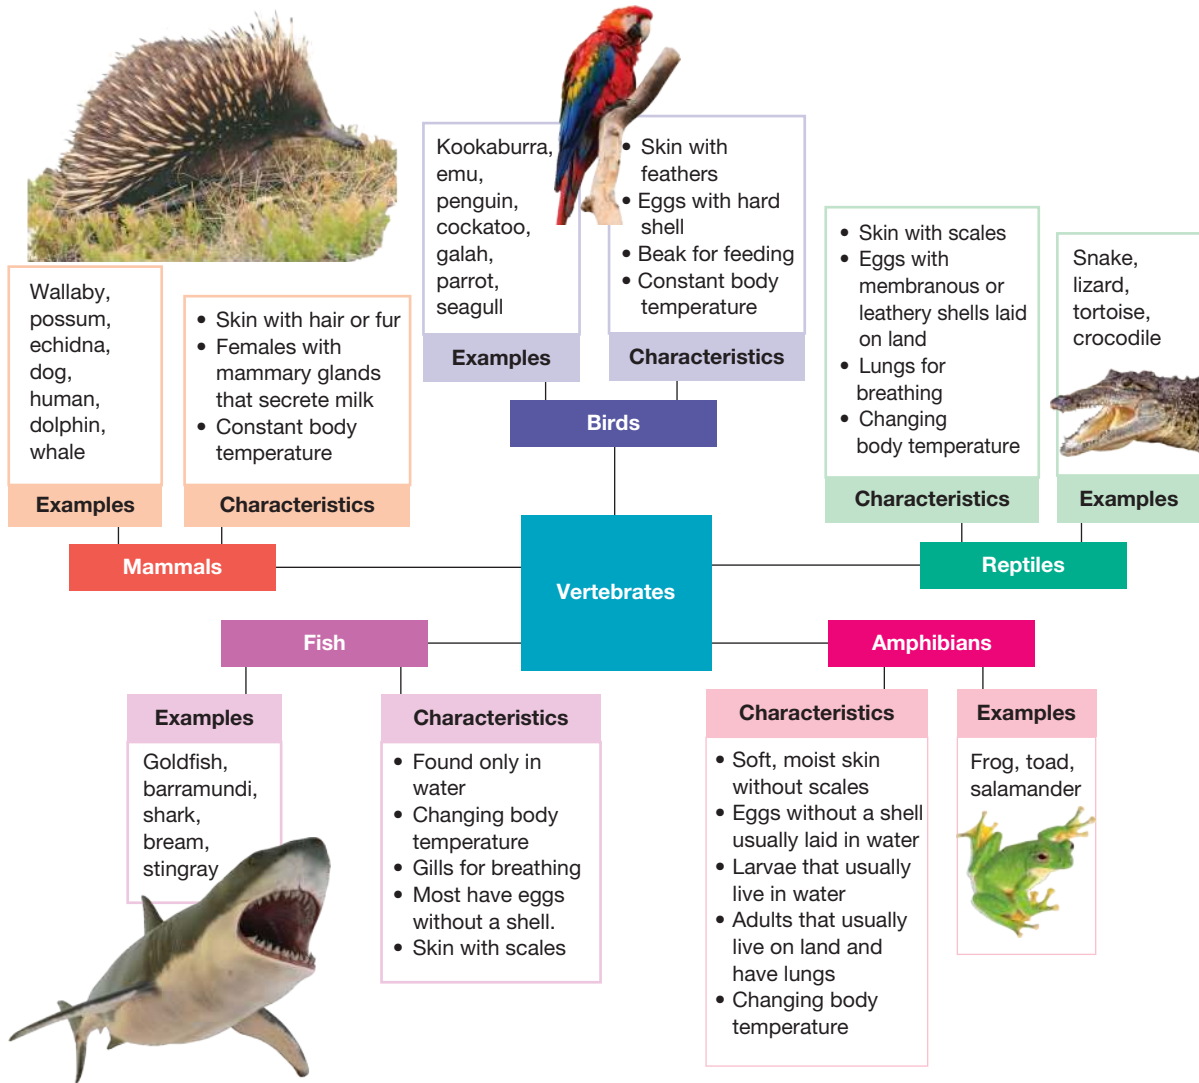 Kookaburra,
emu,
penguin,
cockatoo,
galah,
parrot,
seagull
Examples
• Skin with
feathers
• Eggs with hard
shell
• Beak for feeding
• Constant body
temperature
Characteristics
Birds
Wallaby,
possum,
echidna,
dog,
human,
dolphin,
whale
Examples
• Skin with hair or fur
• Females with
mammary glands
that secrete milk
• Constant body
temperature
Characteristics
Mammals
• Skin with scales
• Eggs with
membranous or
leathery shells laid
on land
• Lungs for
breathing
• Changing
body temperature
Characteristics
Snake,
lizard,
tortoise,
crocodile
Examples
Reptiles
Vertebrates
Fish
Examples
Goldfish,
barramundi,
shark,
bream,
stingray
Characteristics
• Found only in
water
• Changing body
temperature
• Gills for breathing
• Most have eggs
without a shell.
• Skin with scales
Amphibians
Characteristics
• Soft, moist skin
without scales
• Eggs without a shell
usually laid in water
• Larvae that usually
live in water
• Adults that usually
live on land and
have lungs
• Changing body
temperature
Examples
Frog, toad,
salamander